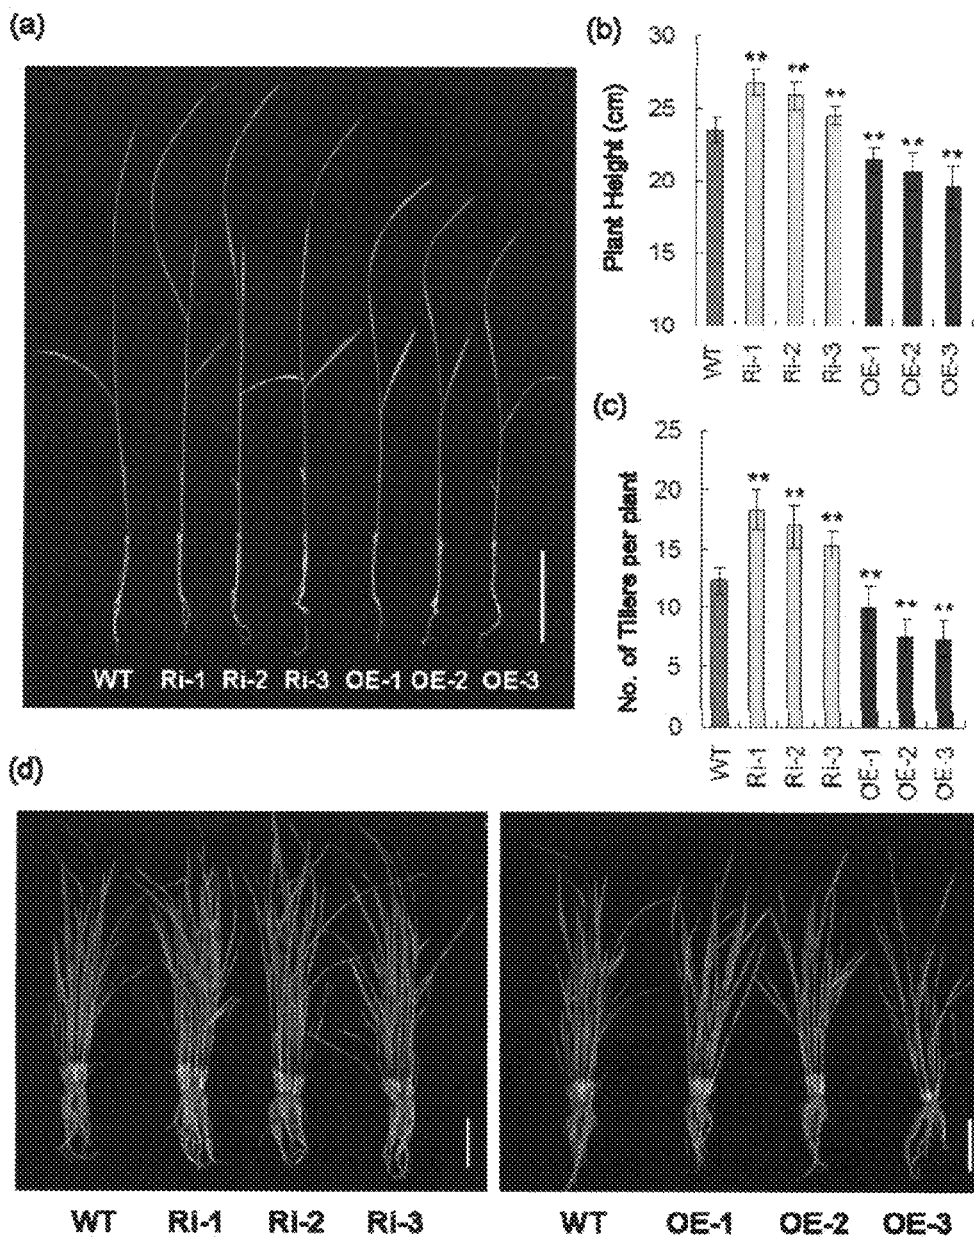 (a)
WT Ri-1 Ri-2 Ri-3 OE-1 OE-2 OE-3
(b)
Plant Height (cm)
30
25
20
15
10
** ** ** ** ** **
WT Ri-1 Ri-2 Ri-3 OE-1 OE-2 OE-3
(c)
No. of Tillers per plant
25
20
15
10
5
0
** ** ** ** ** **
WT Ri-1 Ri-2 Ri-3 OE-1 OE-2 OE-3
(d)
WT Ri-1 Ri-2 Ri-3 WT OE-1 OE-2 OE-3